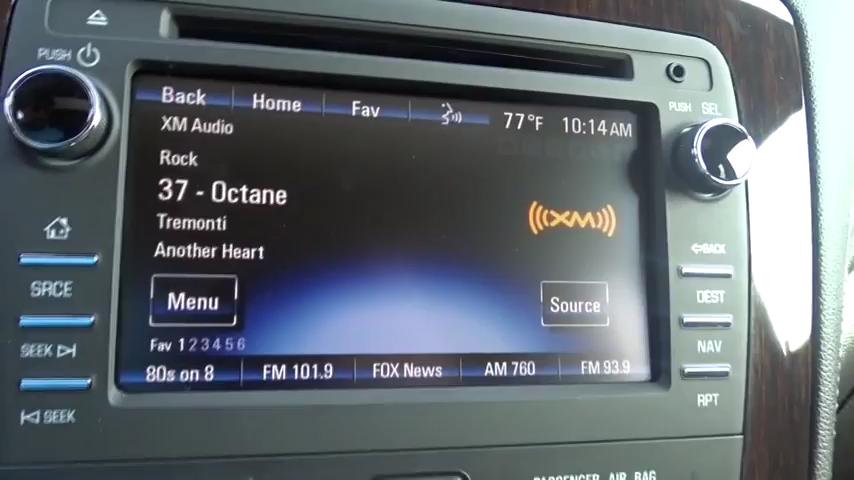 PUSH
Back Home Fav 77°F 10:14 AM
PUSH SEL
XM Audio
Rock
37 - Octane
Tremonti
Another Heart
XM
Menu
Source
Fav 1 2 3 4 5 6
80s on 8 FM 101.9 FOX News AM 760 FM 93.9
SRCE
SEEK
SEEK
BACK
DEST
NAV
RPT
PASSENGER AIR BAG